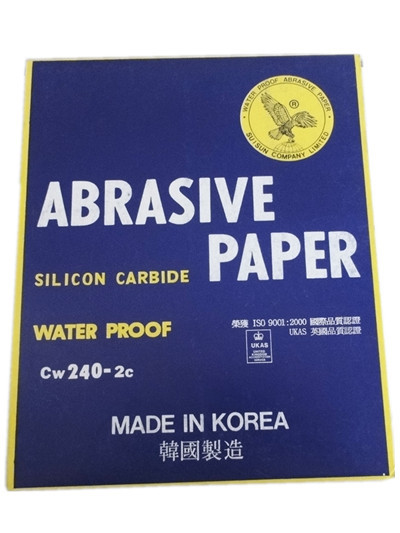 WATER PROOF ABRASIVE PAPER
®
SUISUN COMPANY LIMITED
ABRASIVE
PAPER
SILICON CARBIDE
WATER PROOF
榮獲 ISO 9001:2000 國際品質認證
UKAS 英國品質認證
UKAS
Cw 240-2c
MADE IN KOREA
韓國製造